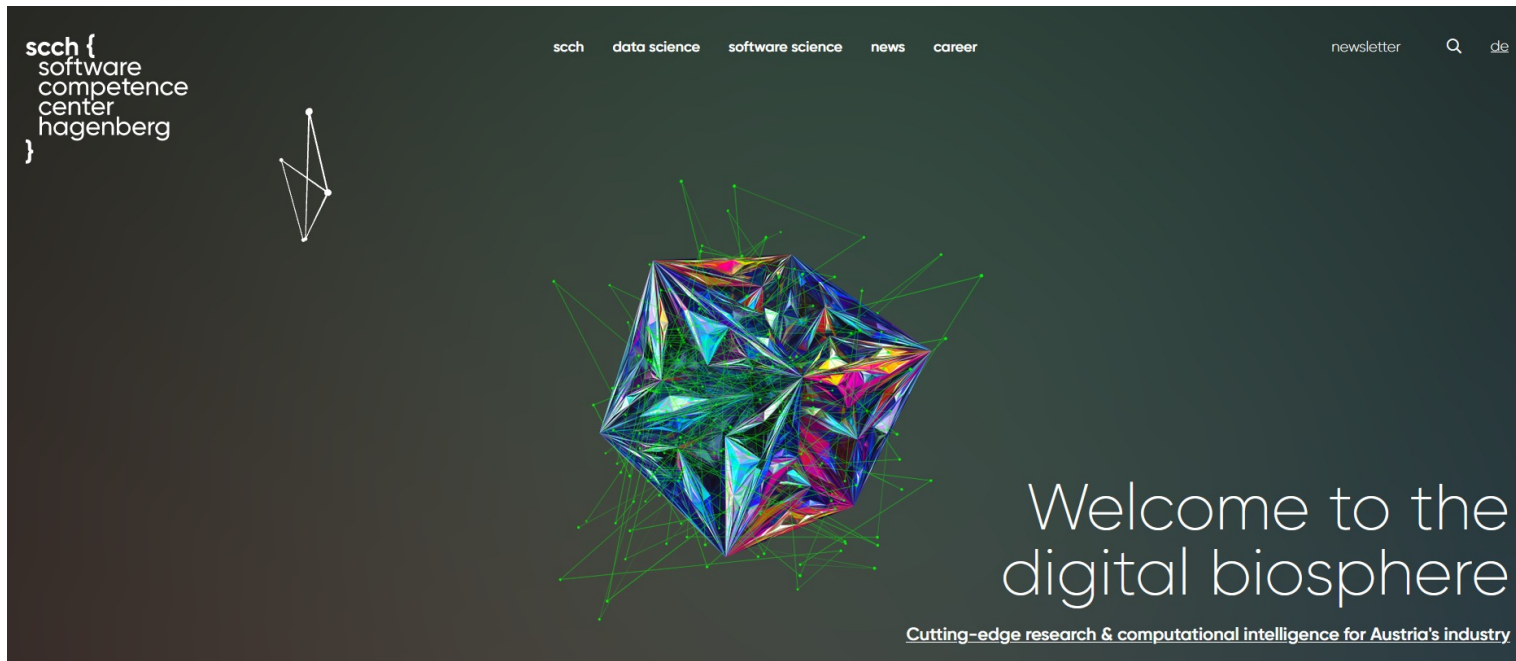 scch {
software
competence
center
hagenberg
}
scch data science software science news career
newsletter de
Welcome to the
digital biosphere
Cutting-edge research & computational intelligence for Austria's industry